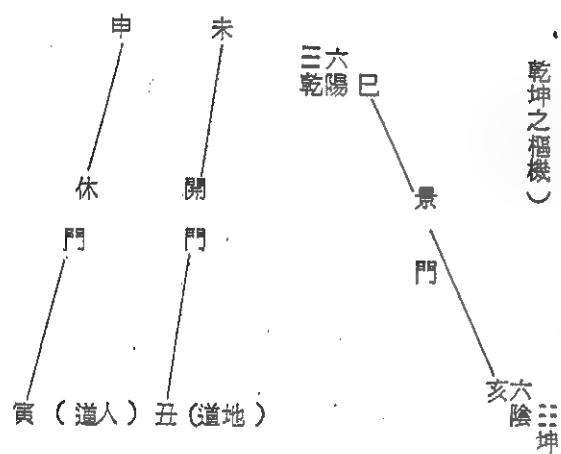 乾坤之樞機）
☰六
乾陽 巳
景
門
亥六
陰 ☷
坤
未
開
門
丑（道地）
申
休
門
寅（道人）